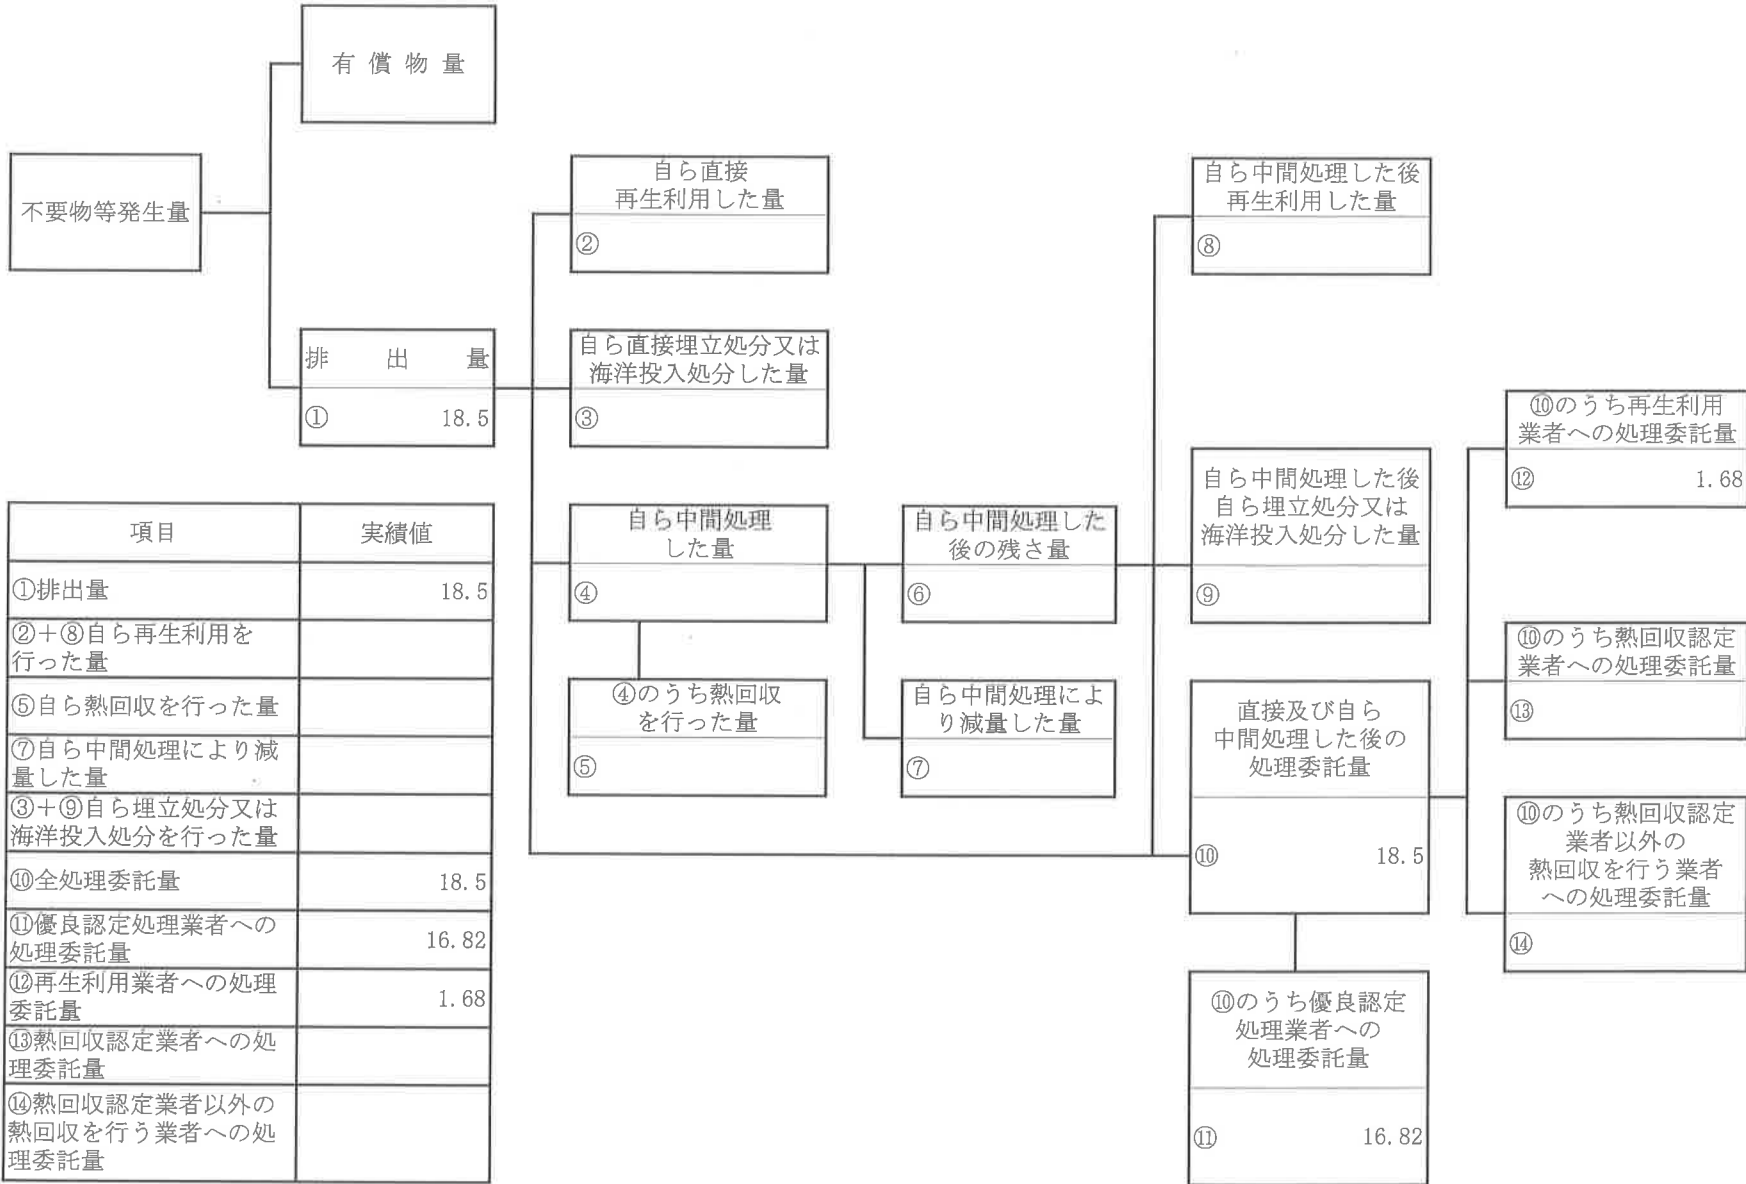 有償物量
不要物等発生量
排出量
① 18.5
自ら直接
再生利用した量
②
自ら直接埋立処分又は
海洋投入処分した量
③
自ら中間処理
した量
④
④のうち熱回収
を行った量
⑤
自ら中間処理した
後の残さ量
⑥
自ら中間処理によ
り減量した量
⑦
自ら中間処理した後
再生利用した量
⑧
自ら中間処理した後
自ら埋立処分又は
海洋投入処分した量
⑨
直接及び自ら
中間処理した後の
処理委託量
⑩ 18.5
⑩のうち優良認定
処理業者への
処理委託量
⑪ 16.82
⑩のうち再生利用
業者への処理委託量
⑫ 1.68
⑩のうち熱回収認定
業者への処理委託量
⑬
⑩のうち熱回収認定
業者以外の
熱回収を行う業者
への処理委託量
⑭
項目 実績値
①排出量 18.5
②+⑧自ら再生利用を
行った量
⑤自ら熱回収を行った量
⑦自ら中間処理により減
量した量
③+⑨自ら埋立処分又は
海洋投入処分を行った量
⑩全処理委託量 18.5
⑪優良認定処理業者への
処理委託量 16.82
⑫再生利用業者への処理
委託量 1.68
⑬熱回収認定業者への処
理委託量
⑭熱回収認定業者以外の
熱回収を行う業者への処
理委託量